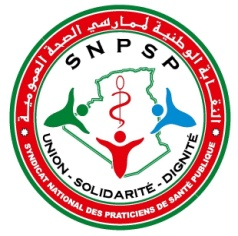 النقابة الوطنية لممارسي الصحة العمومية
SNPSP
UNION - SOLIDARITÉ - DIGNITÉ
SYNDICAT NATIONAL DES PRATICIENS DE SANTÉ PUBLIQUE